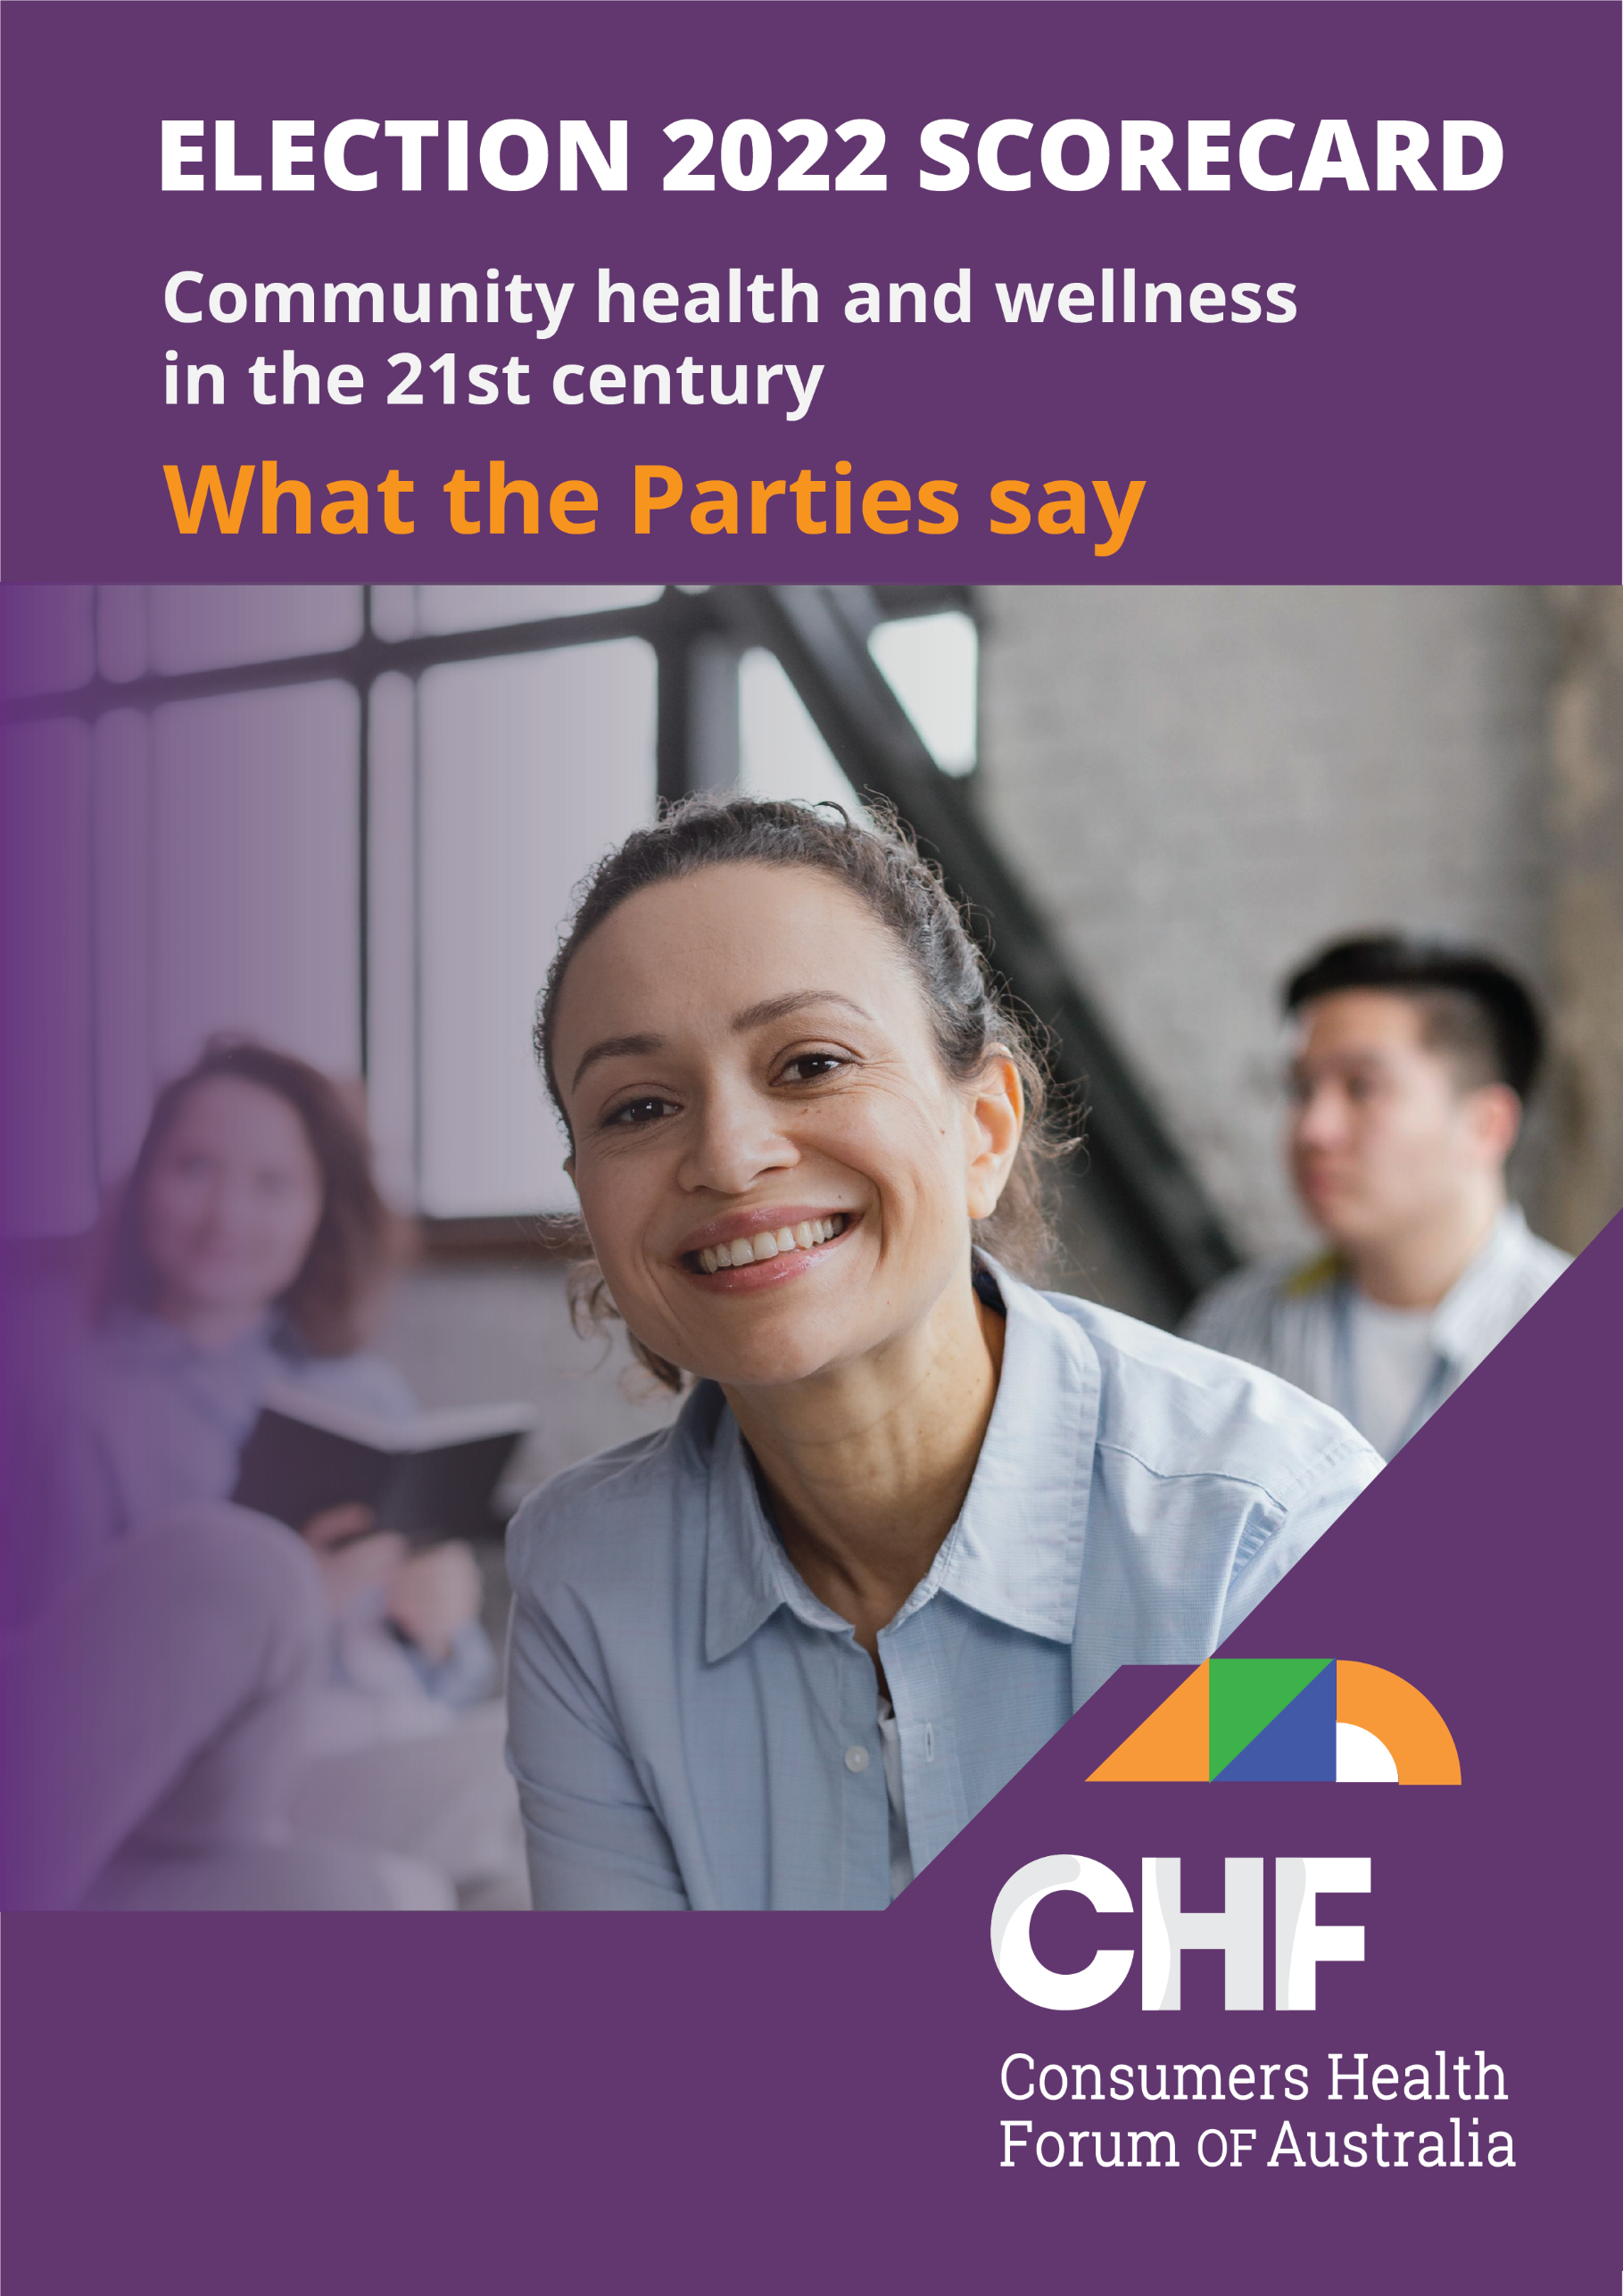 ELECTION 2022 SCORECARD
Community health and wellness
in the 21st century
What the Parties say
CHF
Consumers Health
Forum OF Australia